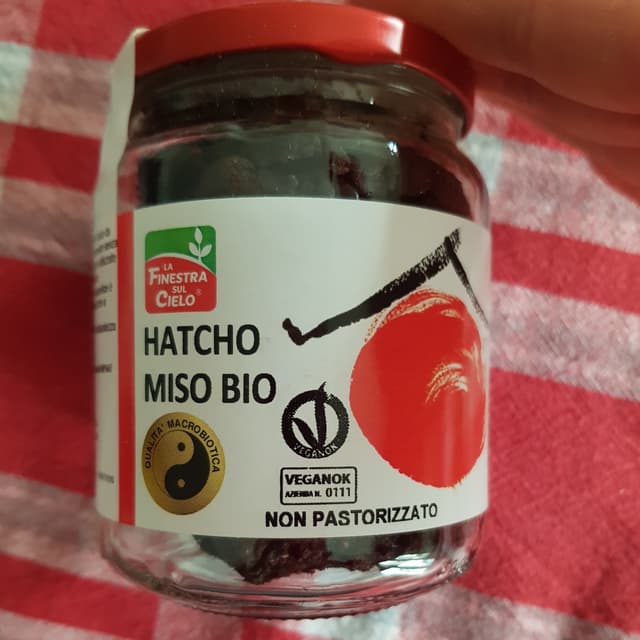 LA
FINESTRA
SUL
CIELO®
HATCHO
MISO BIO
QUALITA' MACROBIOTICA
VEGANOK
VEGANOK
AZIENDA N. 0111
NON PASTORIZZATO